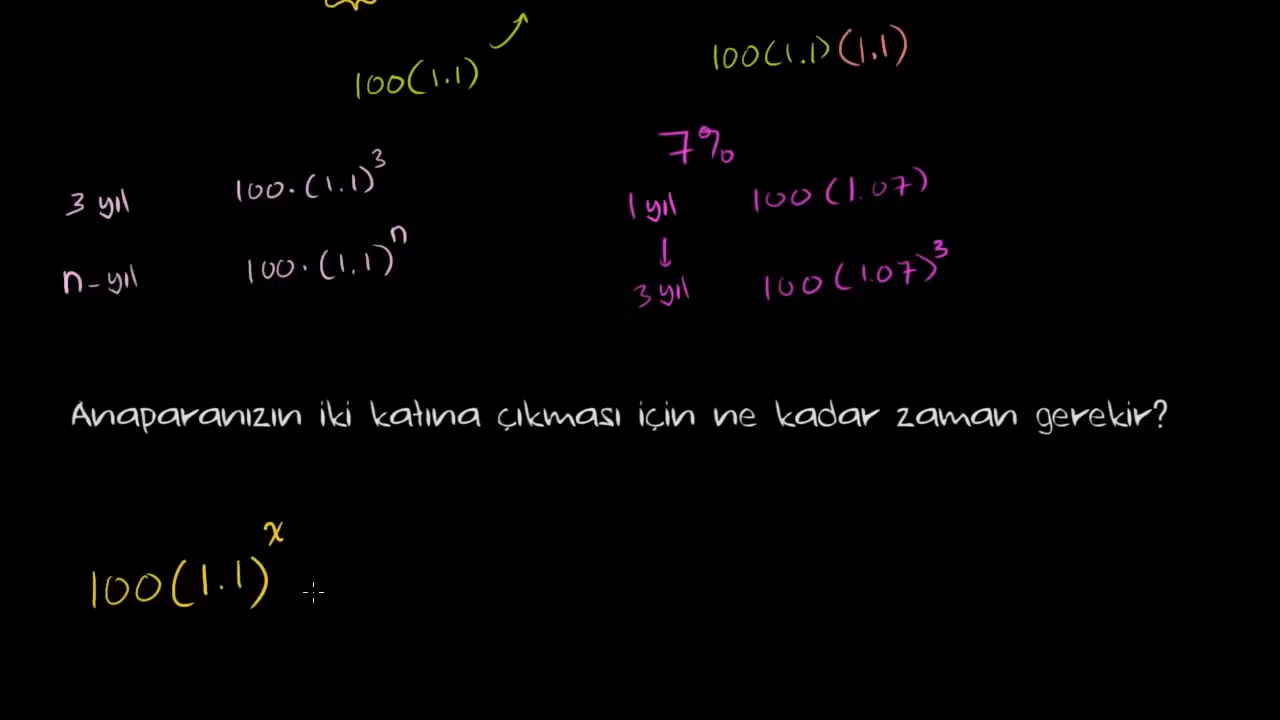 100(1.1)
100(1.1)(1.1)
7%
3 yıl 100·(1.1)³
1 yıl 100(1.07)
n-yıl 100·(1.1)ⁿ
3 yıl 100(1.07)³
Anaparanızın iki katına çıkması için ne kadar zaman gerekir?
100(1.1)ˣ